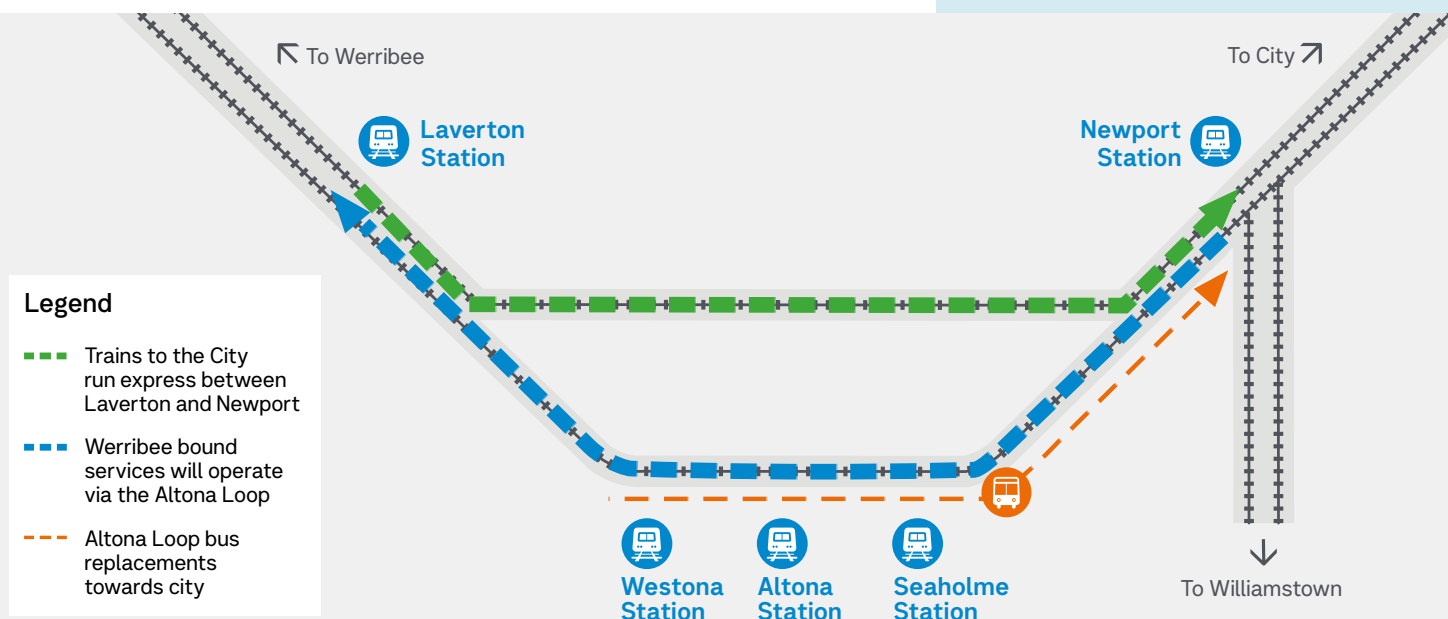 To Werribee
To City
Laverton
Station
Newport
Station
Legend
Trains to the City
run express between
Laverton and Newport
Werribee bound
services will operate
via the Altona Loop
Altona Loop bus
replacements
towards city
Westona
Station
Altona
Station
Seaholme
Station
To Williamstown